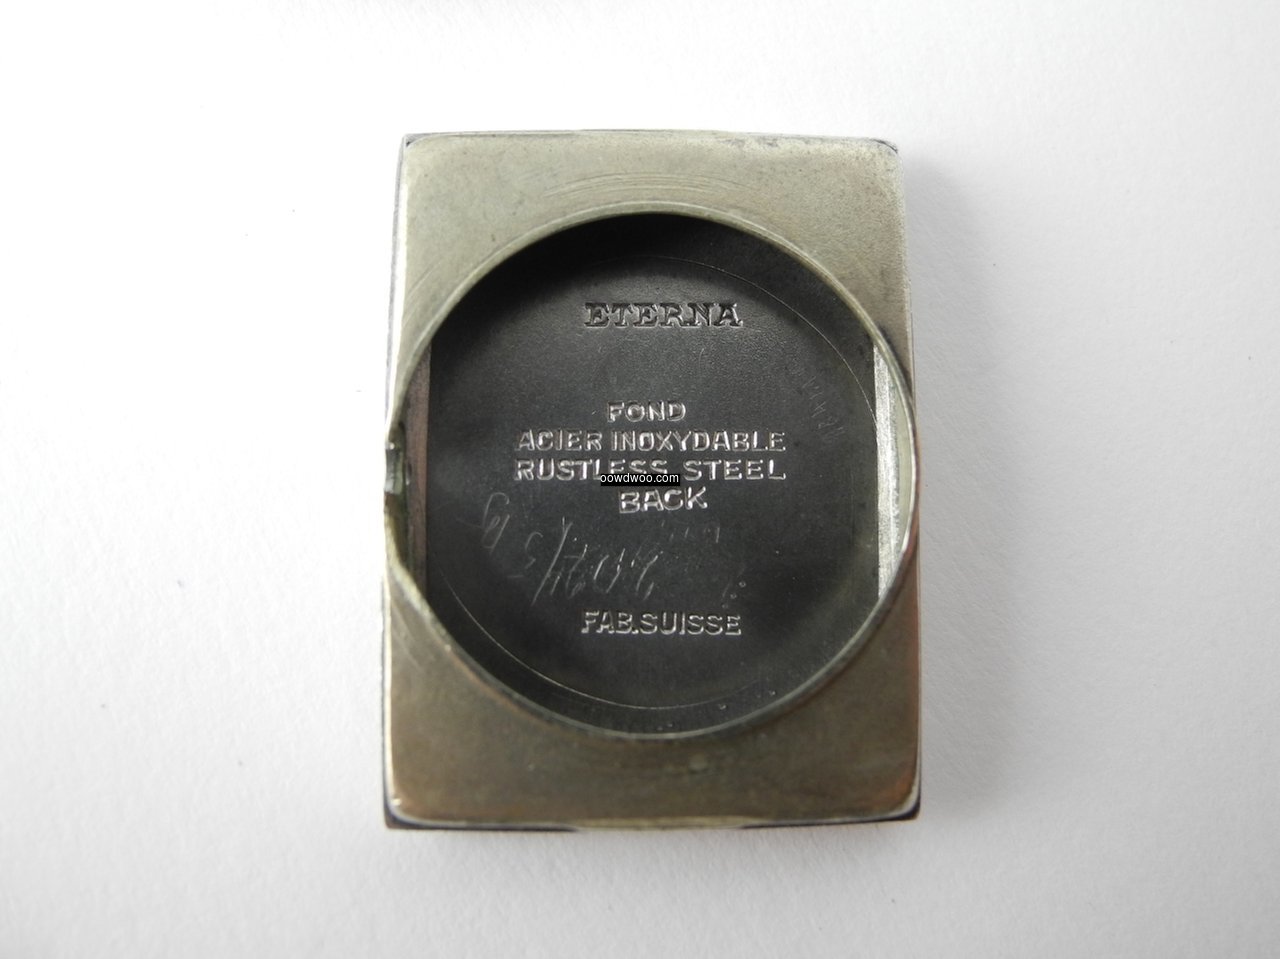 ETERNA
FOND
ACIER INOXYDABLE
RUSTLESS STEEL
oowdwoo.com
BACK
FAB.SUISSE